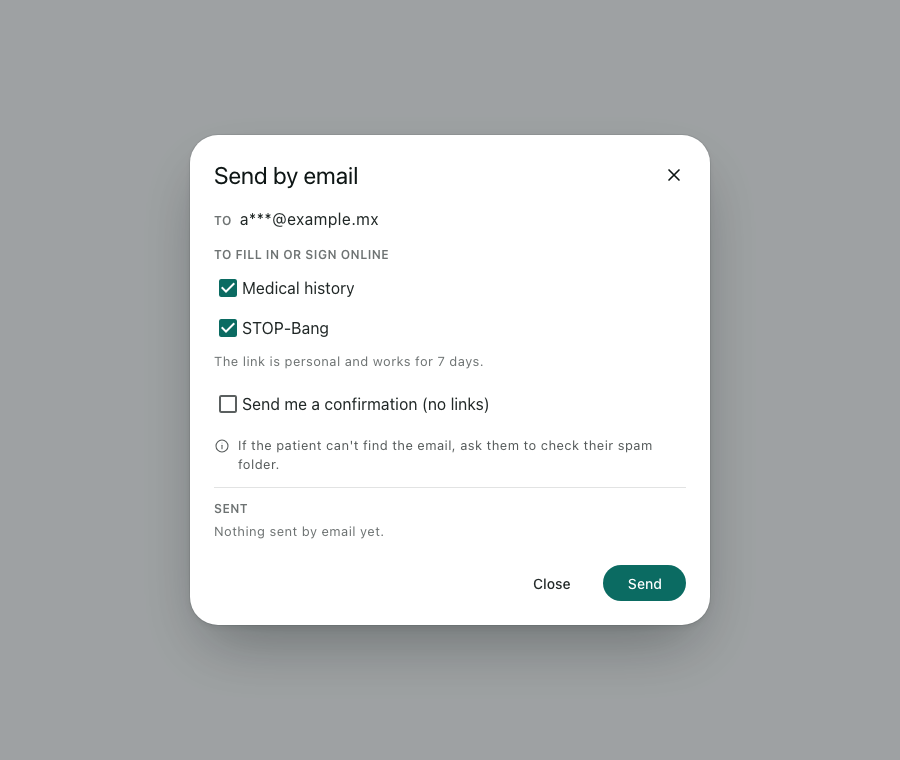 Send by email
TO a***@example.mx
TO FILL IN OR SIGN ONLINE
Medical history
STOP-Bang
The link is personal and works for 7 days.
Send me a confirmation (no links)
If the patient can't find the email, ask them to check their spam
folder.
SENT
Nothing sent by email yet.
Close Send